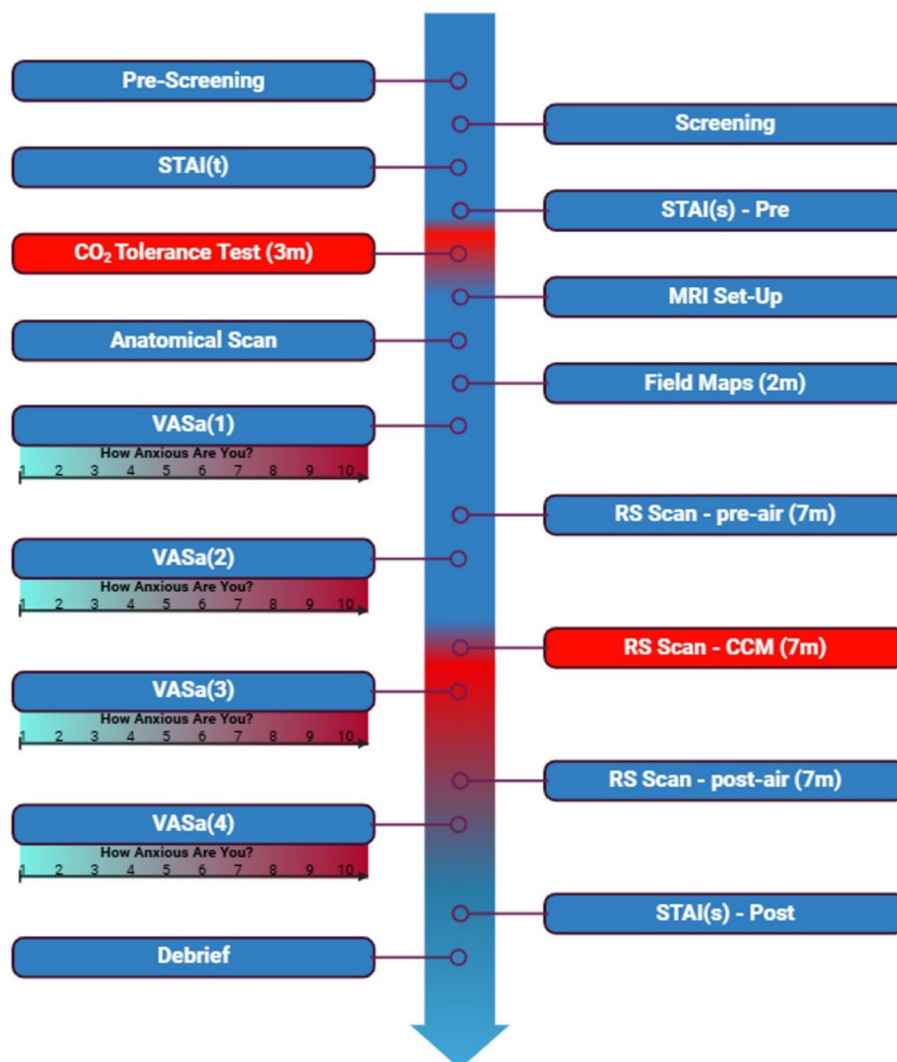 Pre-Screening
Screening
STAI(t)
STAI(s) - Pre
CO₂ Tolerance Test (3m)
MRI Set-Up
Anatomical Scan
Field Maps (2m)
VASa(1)
How Anxious Are You?
1 2 3 4 5 6 7 8 9 10
RS Scan - pre-air (7m)
VASa(2)
How Anxious Are You?
1 2 3 4 5 6 7 8 9 10
RS Scan - CCM (7m)
VASa(3)
How Anxious Are You?
1 2 3 4 5 6 7 8 9 10
RS Scan - post-air (7m)
VASa(4)
How Anxious Are You?
1 2 3 4 5 6 7 8 9 10
STAI(s) - Post
Debrief